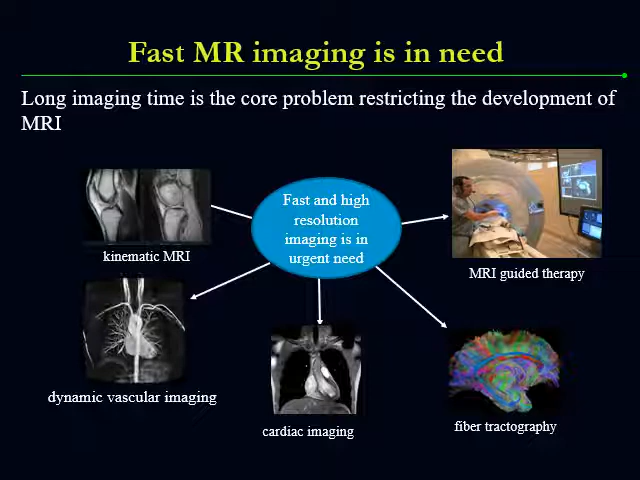 Fast MR imaging is in need
Long imaging time is the core problem restricting the development of
MRI
Fast and high
resolution
imaging is in
urgent need
kinematic MRI
MRI guided therapy
dynamic vascular imaging
cardiac imaging
fiber tractography